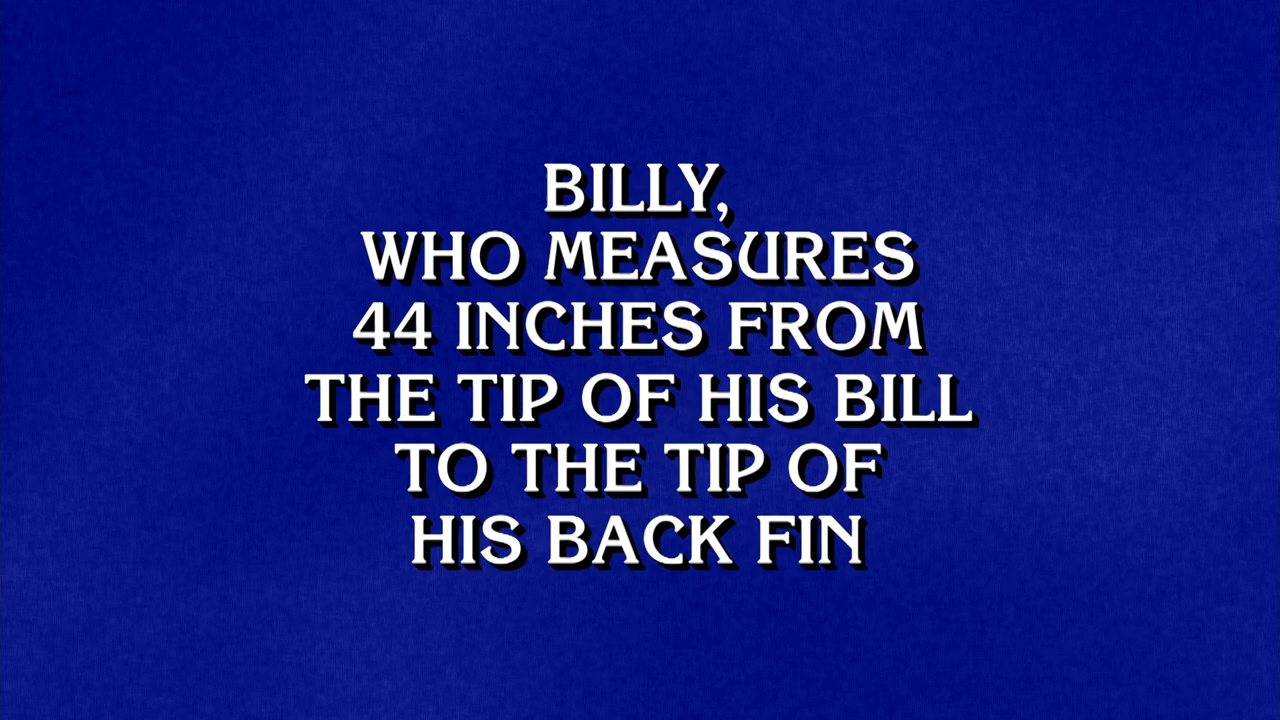 BILLY,
WHO MEASURES
44 INCHES FROM
THE TIP OF HIS BILL
TO THE TIP OF
HIS BACK FIN